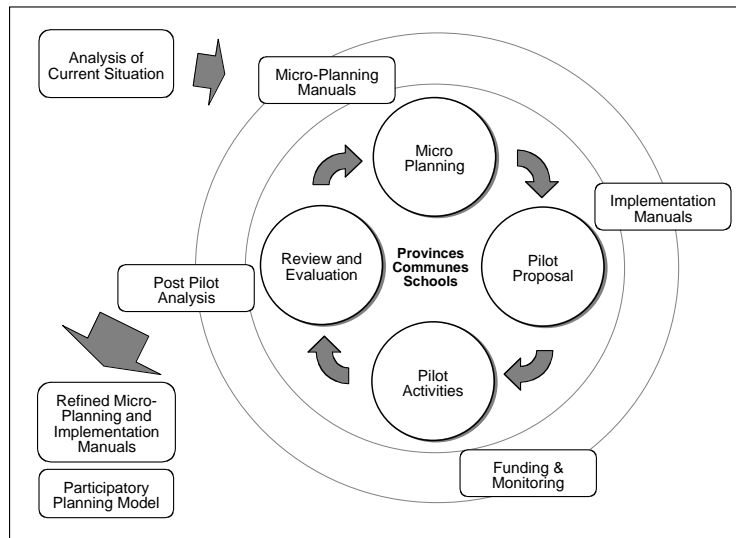 Analysis of
Current Situation
Micro-Planning
Manuals
Micro
Planning
Implementation
Manuals
Review and
Evaluation
Provinces
Communes
Schools
Pilot
Proposal
Post Pilot
Analysis
Pilot
Activities
Refined Micro-
Planning and
Implementation
Manuals
Funding &
Monitoring
Participatory
Planning Model